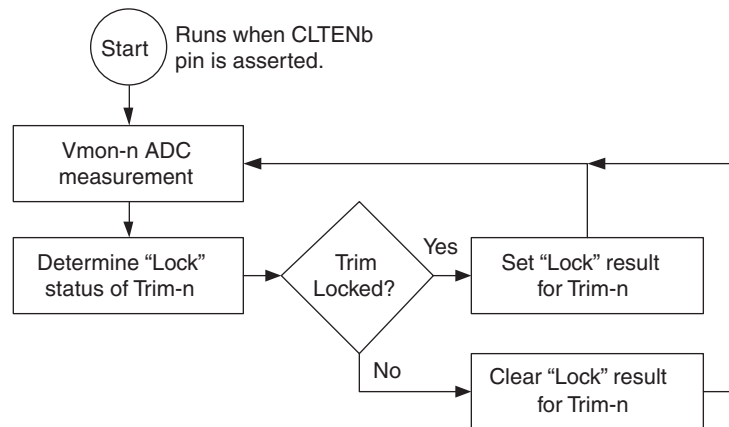 Start
Runs when CLTENb
pin is asserted.
Vmon-n ADC
measurement
Determine “Lock”
status of Trim-n
Trim
Locked?
Yes
Set “Lock” result
for Trim-n
No
Clear “Lock” result
for Trim-n